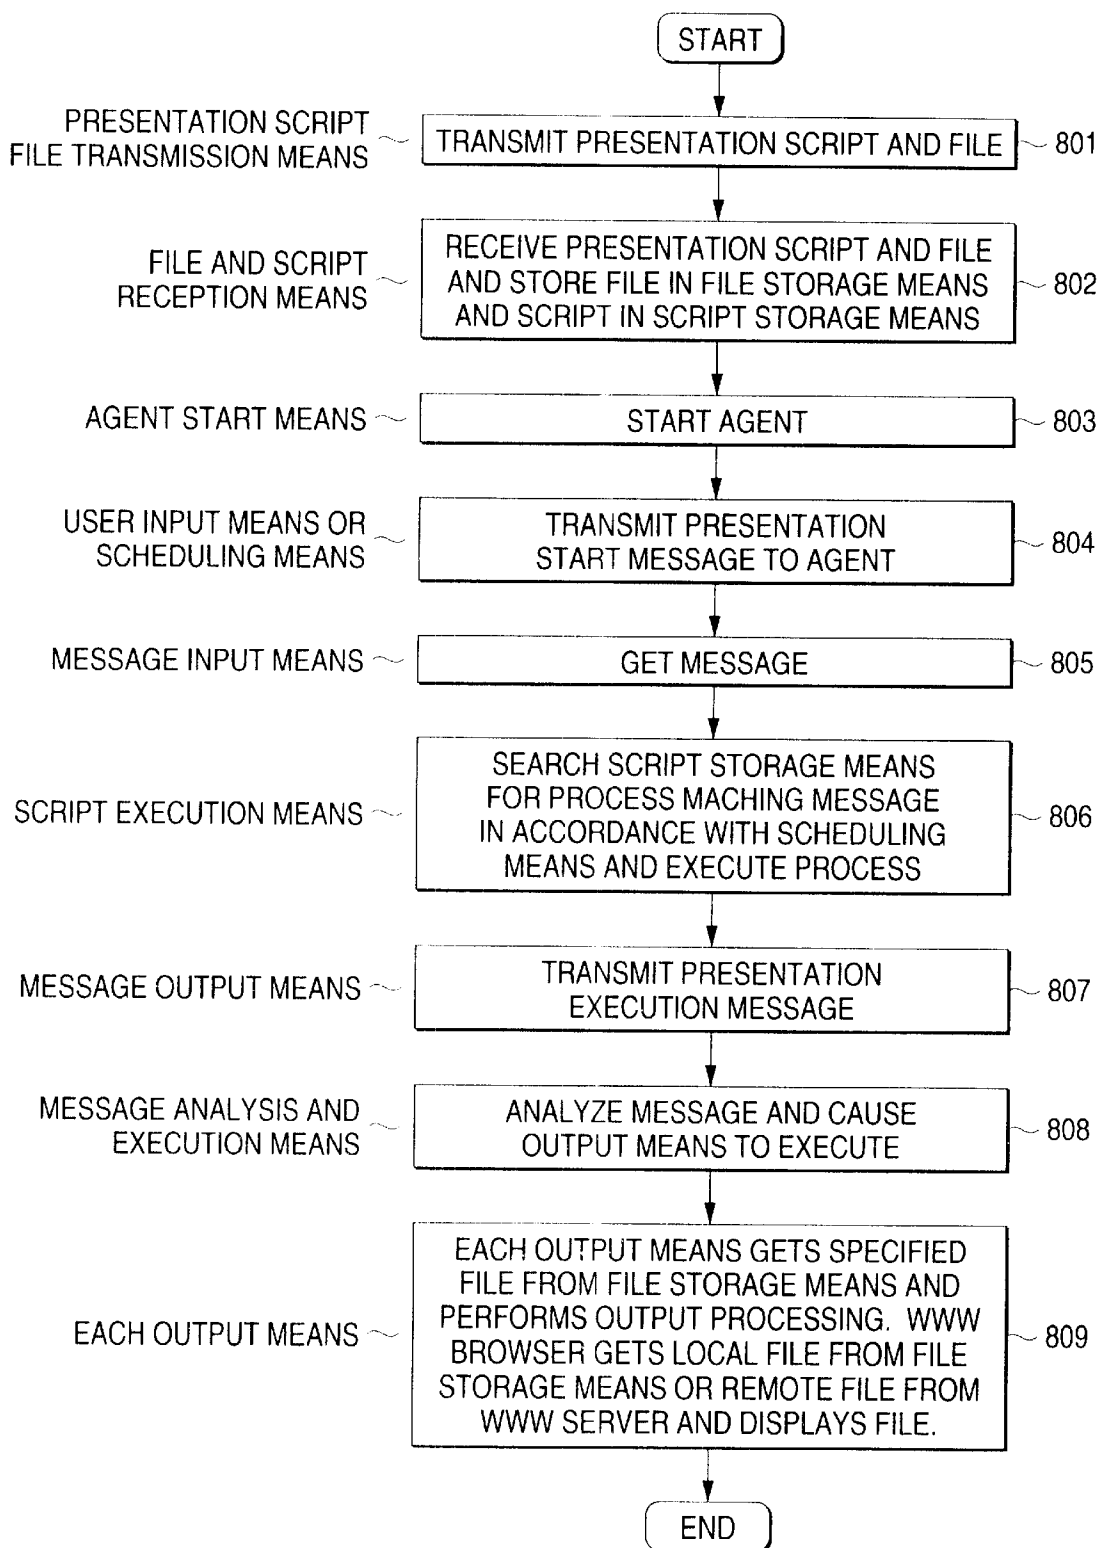 START
PRESENTATION SCRIPT
FILE TRANSMISSION MEANS
TRANSMIT PRESENTATION SCRIPT AND FILE
801
FILE AND SCRIPT
RECEPTION MEANS
RECEIVE PRESENTATION SCRIPT AND FILE
AND STORE FILE IN FILE STORAGE MEANS
AND SCRIPT IN SCRIPT STORAGE MEANS
802
AGENT START MEANS
START AGENT
803
USER INPUT MEANS OR
SCHEDULING MEANS
TRANSMIT PRESENTATION
START MESSAGE TO AGENT
804
MESSAGE INPUT MEANS
GET MESSAGE
805
SCRIPT EXECUTION MEANS
SEARCH SCRIPT STORAGE MEANS
FOR PROCESS MACHING MESSAGE
IN ACCORDANCE WITH SCHEDULING
MEANS AND EXECUTE PROCESS
806
MESSAGE OUTPUT MEANS
TRANSMIT PRESENTATION
EXECUTION MESSAGE
807
MESSAGE ANALYSIS AND
EXECUTION MEANS
ANALYZE MESSAGE AND CAUSE
OUTPUT MEANS TO EXECUTE
808
EACH OUTPUT MEANS
EACH OUTPUT MEANS GETS SPECIFIED
FILE FROM FILE STORAGE MEANS AND
PERFORMS OUTPUT PROCESSING. WWW
BROWSER GETS LOCAL FILE FROM FILE
STORAGE MEANS OR REMOTE FILE FROM
WWW SERVER AND DISPLAYS FILE.
809
END